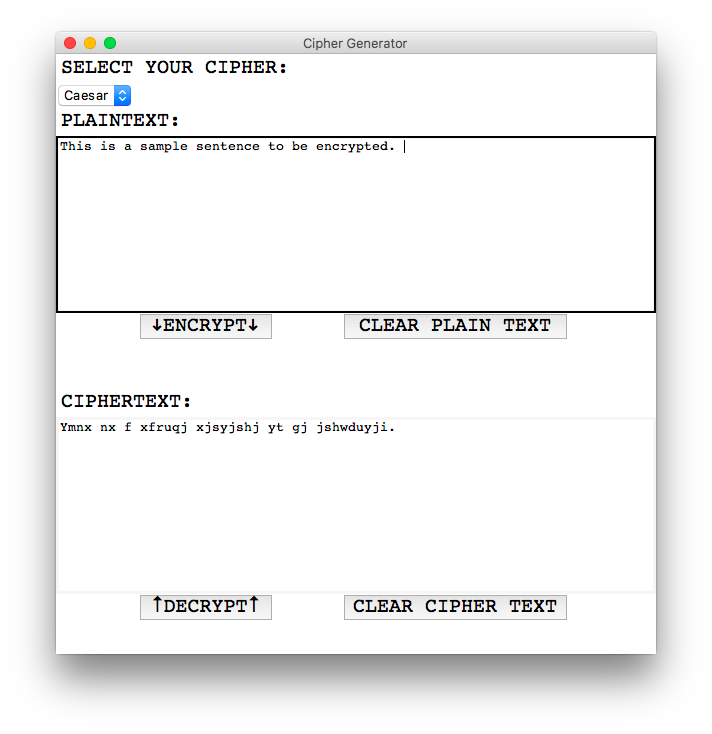 Cipher Generator
SELECT YOUR CIPHER:
Caesar
PLAINTEXT:
This is a sample sentence to be encrypted.
↓ENCRYPT↓ CLEAR PLAIN TEXT
CIPHERTEXT:
Ymnx nx f xfruqj xjsyjshj yt gj jshwduyji.
↑DECRYPT↑ CLEAR CIPHER TEXT